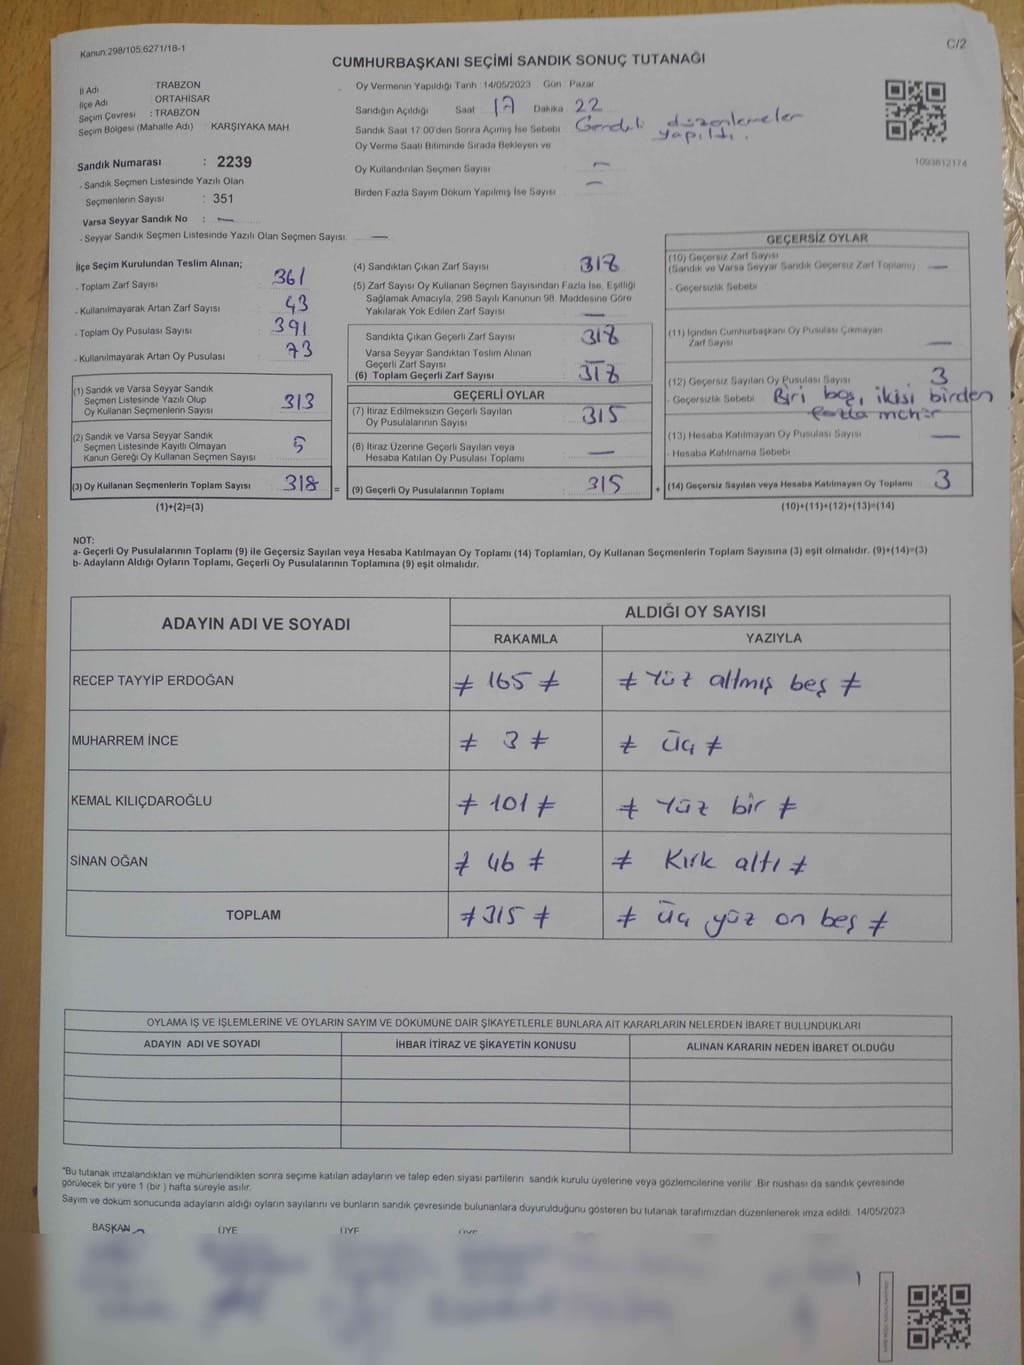 Kanun:298/105;6271/18-1
C/2
CUMHURBAŞKANI SEÇİMİ SANDIK SONUÇ TUTANAĞI
İl Adı TRABZON
İlçe Adı ORTAHİSAR
Seçim Çevresi : TRABZON
Seçim Bölgesi (Mahalle Adı) : KARŞIYAKA MAH.
Sandık Numarası : 2239
- Sandık Seçmen Listesinde Yazılı Olan
Seçmenlerin Sayısı : 351
Varsa Seyyar Sandık No : —
- Seyyar Sandık Seçmen Listesinde Yazılı Olan Seçmen Sayısı: —
Oy Vermenin Yapıldığı Tarih : 14/05/2023 Gün Pazar
Sandığın Açıldığı Saat 17 Dakika 22
Sandık Saat 17:00'den Sonra Açımış İse Sebebi Gerekli düzenlemeler
yapıldı.
Oy Verme Saati Bitiminde Sırada Bekleyen ve
Oy Kullandırılan Seçmen Sayısı —
Birden Fazla Sayım Döküm Yapılmış İse Sayısı —
1093812174
İlçe Seçim Kurulundan Teslim Alınan;
- Toplam Zarf Sayısı : 361
- Kullanılmayarak Artan Zarf Sayısı : 43
- Toplam Oy Pusulası Sayısı : 391
- Kullanılmayarak Artan Oy Pusulası : 73
(1) Sandık ve Varsa Seyyar Sandık
Seçmen Listesinde Yazılı Olup
Oy Kullanan Seçmenlerin Sayısı 313
(2) Sandık ve Varsa Seyyar Sandık
Seçmen Listesinde Kayıtlı Olmayan
Kanun Gereği Oy Kullanan Seçmen Sayısı 5
(3) Oy Kullanan Seçmenlerin Toplam Sayısı 318 =
(1)+(2)=(3)
(4) Sandıktan Çıkan Zarf Sayısı 318
(5) Zarf Sayısı Oy Kullanan Seçmen Sayısından Fazla İse, Eşitliği
Sağlamak Amacıyla, 298 Sayılı Kanunun 98. Maddesine Göre
Yakılarak Yok Edilen Zarf Sayısı —
Sandıkta Çıkan Geçerli Zarf Sayısı 318
Varsa Seyyar Sandıktan Teslim Alınan
Geçerli Zarf Sayısı —
(6) Toplam Geçerli Zarf Sayısı : 318
GEÇERLİ OYLAR
(7) İtiraz Edilmeksizin Geçerli Sayılan
Oy Pusulalarının Sayısı 315
(8) İtiraz Üzerine Geçerli Sayılan veya
Hesaba Katılan Oy Pusulası Toplamı —
(9) Geçerli Oy Pusulalarının Toplamı : 315 +
GEÇERSİZ OYLAR
(10) Geçersiz Zarf Sayısı
(Sandık ve Varsa Seyyar Sandık Geçersiz Zarf Toplamı) —
- Geçersizlik Sebebi
(11) İçinden Cumhurbaşkanı Oy Pusulası Çıkmayan
Zarf Sayısı —
(12) Geçersiz Sayılan Oy Pusulası Sayısı 3
- Geçersizlik Sebebi Biri boş, ikisi birden
fazla mühür
(13) Hesaba Katılmayan Oy Pusulası Sayısı —
- Hesaba Katılmama Sebebi
(14) Geçersiz Sayılan veya Hesaba Katılmayan Oy Toplamı 3
(10)+(11)+(12)+(13)=(14)
NOT:
a- Geçerli Oy Pusulalarının Toplamı (9) ile Geçersiz Sayılan veya Hesaba Katılmayan Oy Toplamı (14) Toplamları, Oy Kullanan Seçmenlerin Toplam Sayısına (3) eşit olmalıdır. (9)+(14)=(3)
b- Adayların Aldığı Oyların Toplamı, Geçerli Oy Pusulalarının Toplamına (9) eşit olmalıdır.
ADAYIN ADI VE SOYADI
ALDIĞI OY SAYISI
RAKAMLA YAZIYLA
RECEP TAYYİP ERDOĞAN ≠ 165 ≠ ≠ Yüz altmış beş ≠
MUHARREM İNCE ≠ 3 ≠ ≠ Üç ≠
KEMAL KILIÇDAROĞLU ≠ 101 ≠ ≠ Yüz bir ≠
SİNAN OĞAN ≠ 46 ≠ ≠ Kırk altı ≠
TOPLAM ≠ 315 ≠ ≠ Üç yüz on beş ≠
OYLAMA İŞ VE İŞLEMLERİNE VE OYLARIN SAYIM VE DÖKÜMÜNE DAİR ŞİKAYETLERLE BUNLARA AİT KARARLARIN NELERDEN İBARET BULUNDUKLARI
ADAYIN ADI VE SOYADI İHBAR İTİRAZ VE ŞİKAYETİN KONUSU ALINAN KARARIN NEDEN İBARET OLDUĞU
"Bu tutanak imzalandıktan ve mühürlendikten sonra seçime katılan adayların ve talep eden siyasi partilerin sandık kurulu üyelerine veya gözlemcilerine verilir. Bir nüshası da sandık çevresinde
görülecek bir yere 1 (bir ) hafta süreyle asılır.
Sayım ve döküm sonucunda adayların aldığı oyların sayılarını ve bunların sandık çevresinde bulunanlara duyurulduğunu gösteren bu tutanak tarafımızdan düzenlenerek imza edildi. 14/05/2023
BAŞKAN ÜYE ÜYE ÜYE